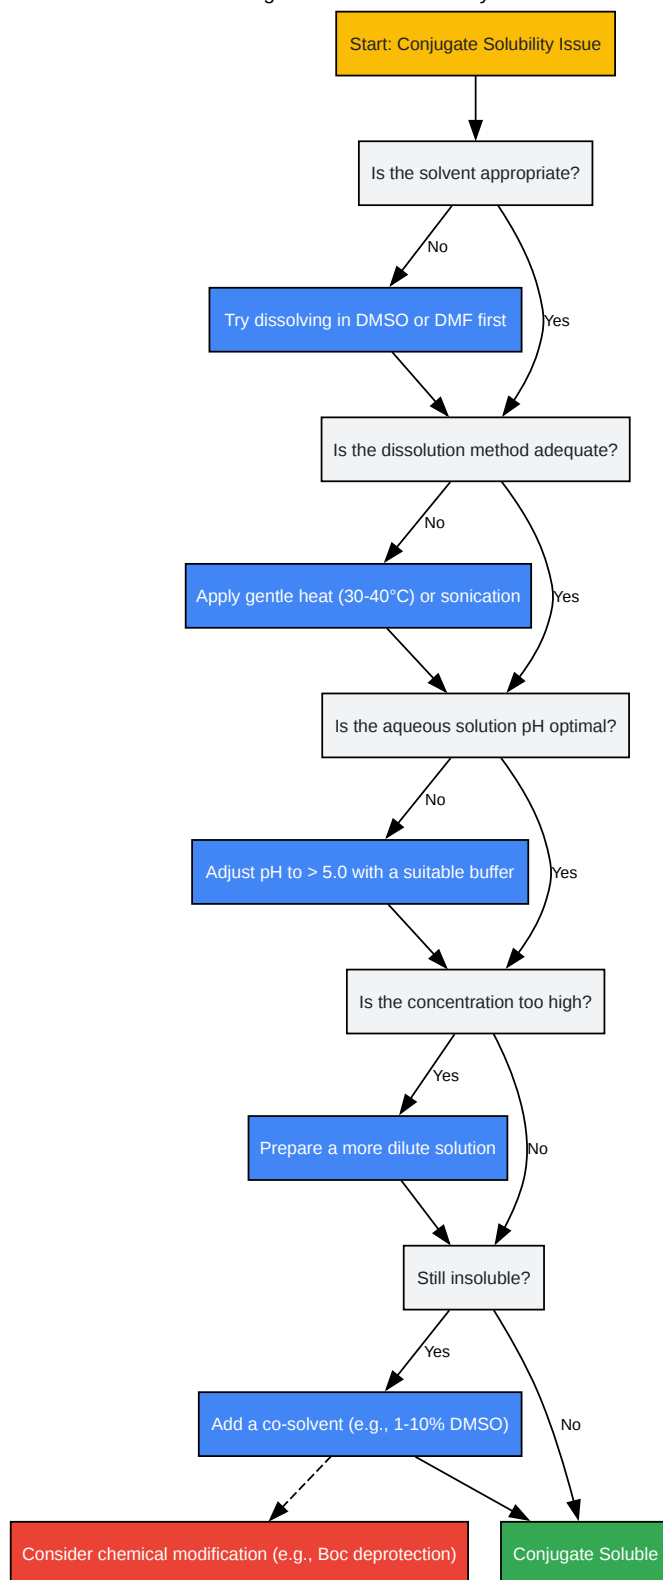 Start: Conjugate Solubility Issue
Is the solvent appropriate?
No
Try dissolving in DMSO or DMF first
Yes
Is the dissolution method adequate?
No
Apply gentle heat (30-40°C) or sonication
Yes
Is the aqueous solution pH optimal?
No
Adjust pH to > 5.0 with a suitable buffer
Yes
Is the concentration too high?
Yes
Prepare a more dilute solution
No
Still insoluble?
Yes
Add a co-solvent (e.g., 1-10% DMSO)
No
Consider chemical modification (e.g., Boc deprotection)
Conjugate Soluble